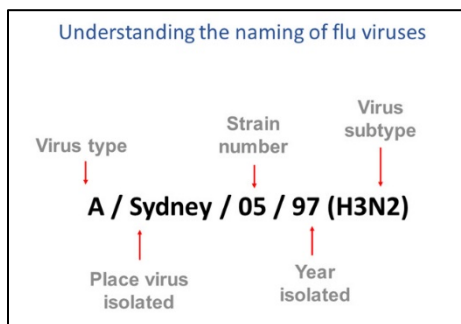 Understanding the naming of flu viruses
Virus type
Strain
number
Virus
subtype
A / Sydney / 05 / 97 (H3N2)
Place virus
isolated
Year
isolated